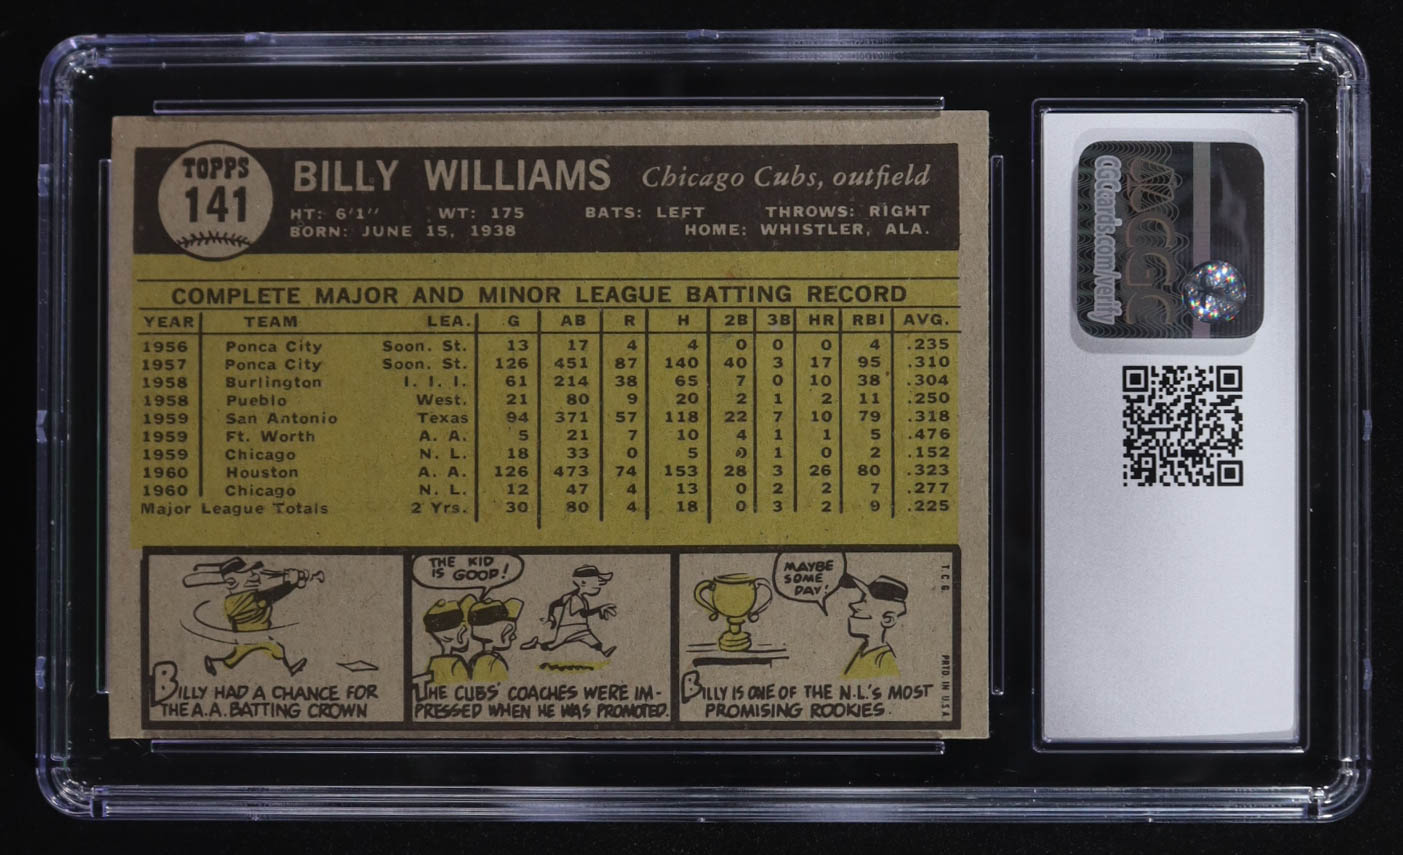 TOPPS
141
BILLY WILLIAMS Chicago Cubs, outfield
HT: 6'1" WT: 175 BATS: LEFT THROWS: RIGHT
BORN: JUNE 15, 1938 HOME: WHISTLER, ALA.
COMPLETE MAJOR AND MINOR LEAGUE BATTING RECORD
YEAR TEAM LEA. G AB R H 2B 3B HR RBI AVG.
1956 Ponca City Soon. St. 13 17 4 4 0 0 0 4 .235
1957 Ponca City Soon. St. 126 451 87 140 40 3 17 95 .310
1958 Burlington I. I. I. 61 214 38 65 7 0 10 38 .304
1958 Pueblo West. 21 80 9 20 2 1 2 11 .250
1959 San Antonio Texas 94 371 57 118 22 7 10 79 .318
1959 Ft. Worth A. A. 5 21 7 10 4 1 1 5 .476
1959 Chicago N. L. 18 33 0 5 0 1 0 2 .152
1960 Houston A. A. 126 473 74 153 28 3 26 80 .323
1960 Chicago N. L. 12 47 4 13 0 2 2 7 .277
Major League Totals 2 Yrs. 30 80 4 18 0 3 2 9 .225
BILLY HAD A CHANCE FOR
THE A.A. BATTING CROWN
THE KID
IS GOOD!
THE CUBS' COACHES WERE IM-
PRESSED WHEN HE WAS PROMOTED.
MAYBE
SOME
DAY!
BILLY IS ONE OF THE N.L.'S MOST
PROMISING ROOKIES.
T.C.G.
PRTD. IN U.S.A.
CGCcards.com/verify
CGC